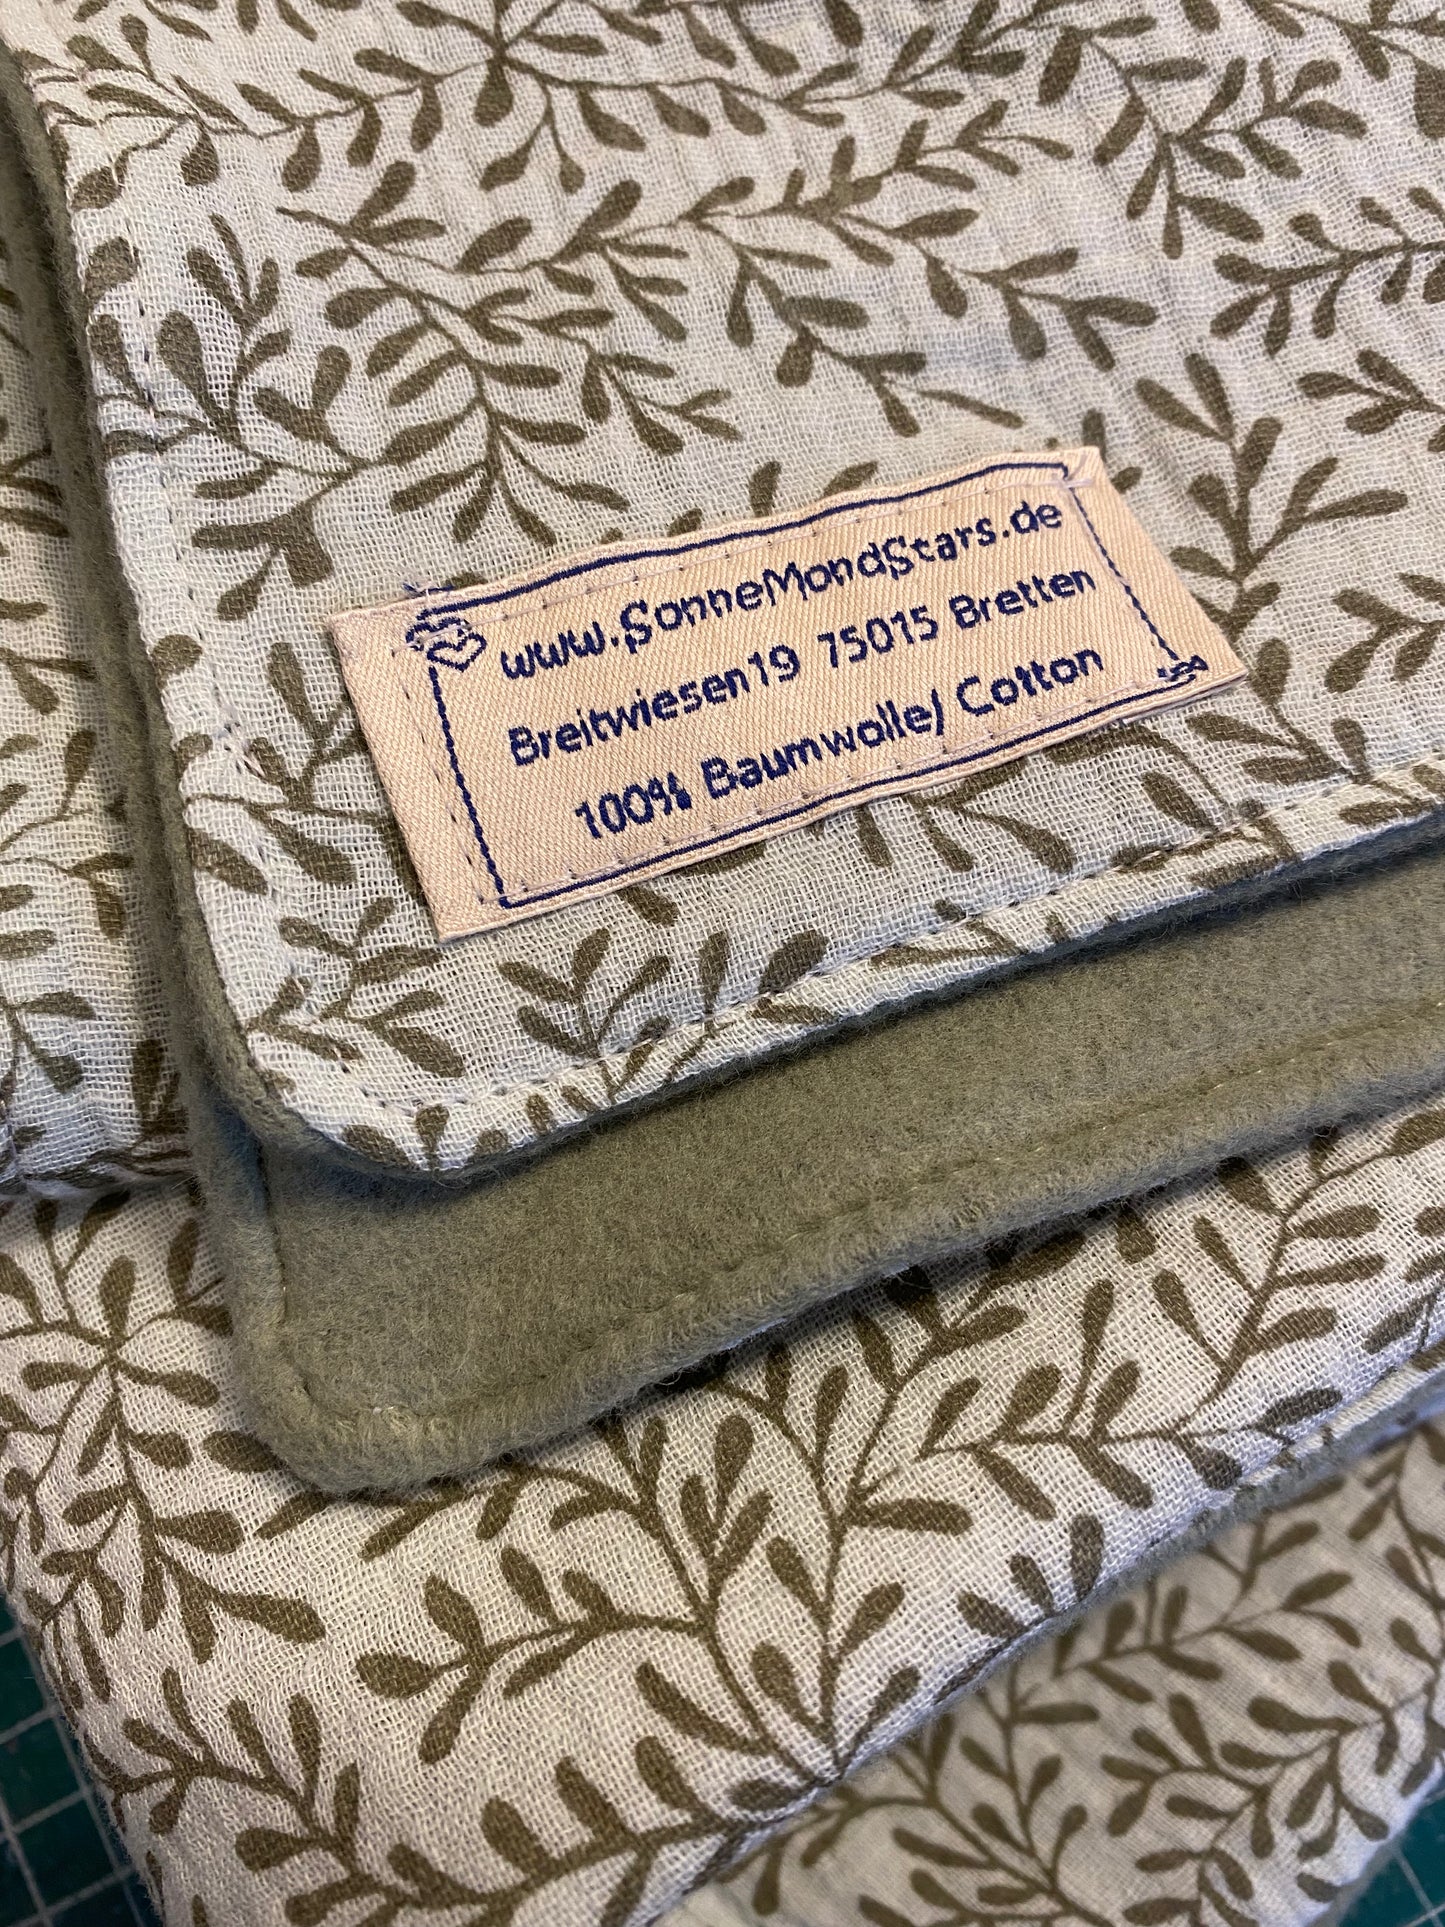 www.SonneMondStars.de
Breitwiesen19 75015 Bretten
100% Baumwolle/ Cotton